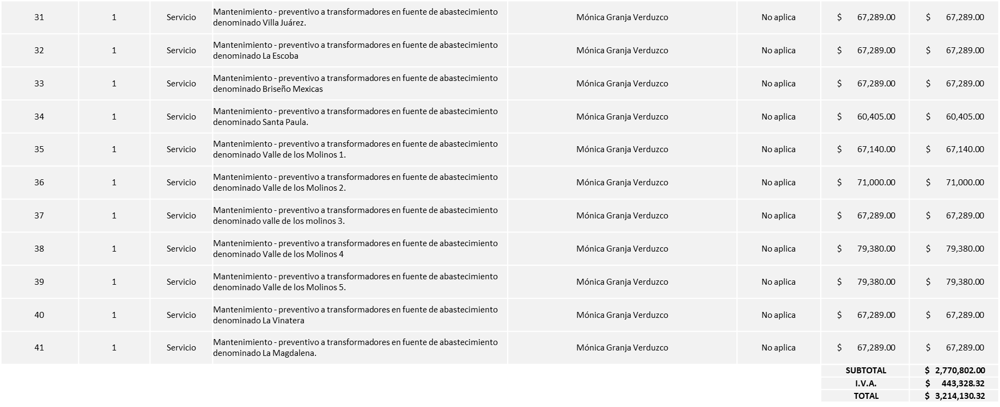 31 1 Servicio Mantenimiento - preventivo a transformadores en fuente de abastecimiento
denominado Villa Juárez. Mónica Granja Verduzco No aplica $ 67,289.00 $ 67,289.00
32 1 Servicio Mantenimiento - preventivo a transformadores en fuente de abastecimiento
denominado La Escoba Mónica Granja Verduzco No aplica $ 67,289.00 $ 67,289.00
33 1 Servicio Mantenimiento - preventivo a transformadores en fuente de abastecimiento
denominado Briseño Mexicas Mónica Granja Verduzco No aplica $ 67,289.00 $ 67,289.00
34 1 Servicio Mantenimiento - preventivo a transformadores en fuente de abastecimiento
denominado Santa Paula. Mónica Granja Verduzco No aplica $ 60,405.00 $ 60,405.00
35 1 Servicio Mantenimiento - preventivo a transformadores en fuente de abastecimiento
denominado Valle de los Molinos 1. Mónica Granja Verduzco No aplica $ 67,140.00 $ 67,140.00
36 1 Servicio Mantenimiento - preventivo a transformadores en fuente de abastecimiento
denominado Valle de los Molinos 2. Mónica Granja Verduzco No aplica $ 71,000.00 $ 71,000.00
37 1 Servicio Mantenimiento - preventivo a transformadores en fuente de abastecimiento
denominado valle de los molinos 3. Mónica Granja Verduzco No aplica $ 67,289.00 $ 67,289.00
38 1 Servicio Mantenimiento - preventivo a transformadores en fuente de abastecimiento
denominado Valle de los Molinos 4 Mónica Granja Verduzco No aplica $ 79,380.00 $ 79,380.00
39 1 Servicio Mantenimiento - preventivo a transformadores en fuente de abastecimiento
denominado Valle de los Molinos 5. Mónica Granja Verduzco No aplica $ 79,380.00 $ 79,380.00
40 1 Servicio Mantenimiento - preventivo a transformadores en fuente de abastecimiento
denominado La Vinatera Mónica Granja Verduzco No aplica $ 67,289.00 $ 67,289.00
41 1 Servicio Mantenimiento - preventivo a transformadores en fuente de abastecimiento
denominado La Magdalena. Mónica Granja Verduzco No aplica $ 67,289.00 $ 67,289.00
SUBTOTAL $ 2,770,802.00
I.V.A. $ 443,328.32
TOTAL $ 3,214,130.32